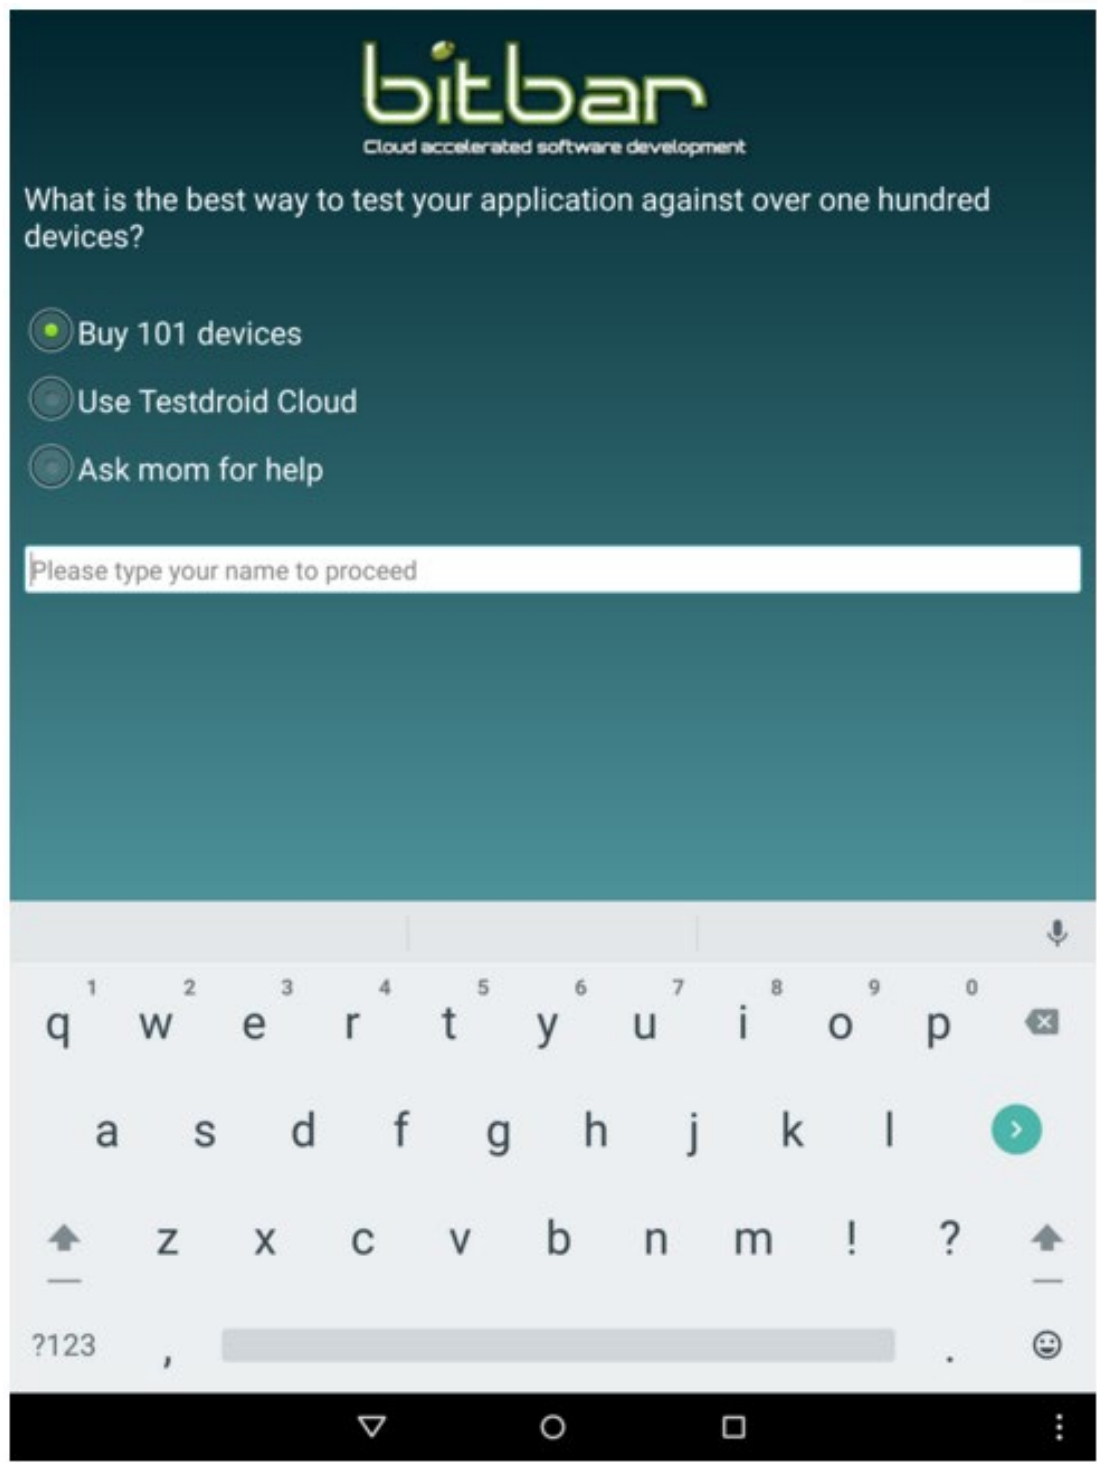 bitbar
Cloud accelerated software development
What is the best way to test your application against over one hundred
devices?
Buy 101 devices
Use Testdroid Cloud
Ask mom for help
Please type your name to proceed
1 2 3 4 5 6 7 8 9 0
q w e r t y u i o p
a s d f g h j k l
z x c v b n m ! ?
?123 , .